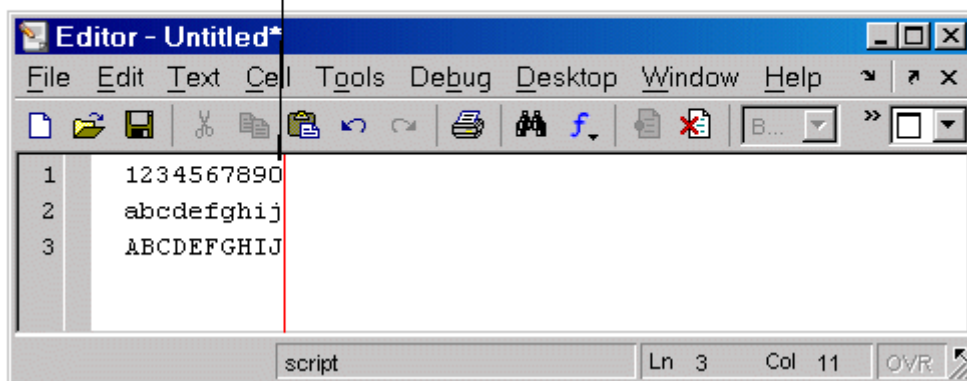 Editor - Untitled*
File Edit Text Cell Tools Debug Desktop Window Help
B...
1 1234567890
2 abcdefghij
3 ABCDEFGHIJ
script Ln 3 Col 11 OVR